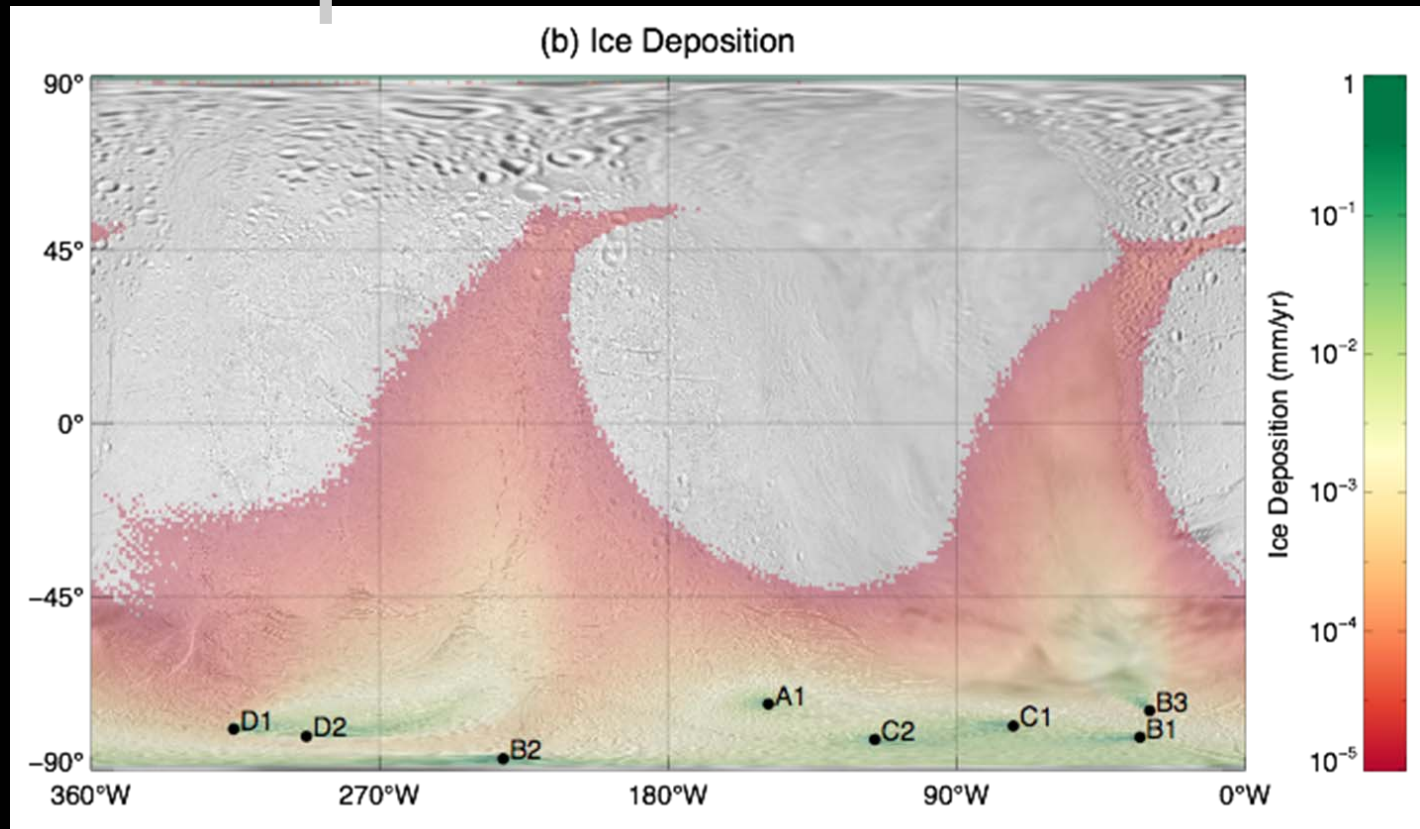 (b) Ice Deposition
90°
45°
0°
−45°
−90°
360°W 270°W 180°W 90°W 0°W
D1
D2
B2
A1
C2
C1
B3
B1
1
10⁻¹
10⁻²
10⁻³
10⁻⁴
10⁻⁵
Ice Deposition (mm/yr)